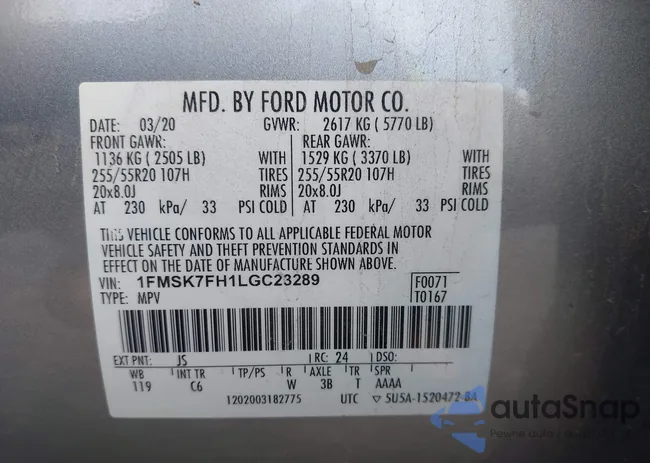 MFD. BY FORD MOTOR CO.
DATE: 03/20 GVWR: 2617 KG ( 5770 LB)
FRONT GAWR: REAR GAWR:
1136 KG ( 2505 LB) WITH 1529 KG ( 3370 LB) WITH
255/55R20 107H TIRES 255/55R20 107H TIRES
20x8.0J RIMS 20x8.0J RIMS
AT 230 kPa/ 33 PSI COLD AT 230 kPa/ 33 PSI COLD
THIS VEHICLE CONFORMS TO ALL APPLICABLE FEDERAL MOTOR
VEHICLE SAFETY AND THEFT PREVENTION STANDARDS IN
EFFECT ON THE DATE OF MANUFACTURE SHOWN ABOVE.
VIN: 1FMSK7FH1LGC23289 F0071
TYPE: MPV T0167
EXT PNT: JS RC: 24 DSO:
WB INT TR TP/PS R AXLE TR SPR
119 C6 W 3B T AAAA
1202003182775 UTC ▽ 5U5A-1520472-BA
autoSnap
Pewne auto z